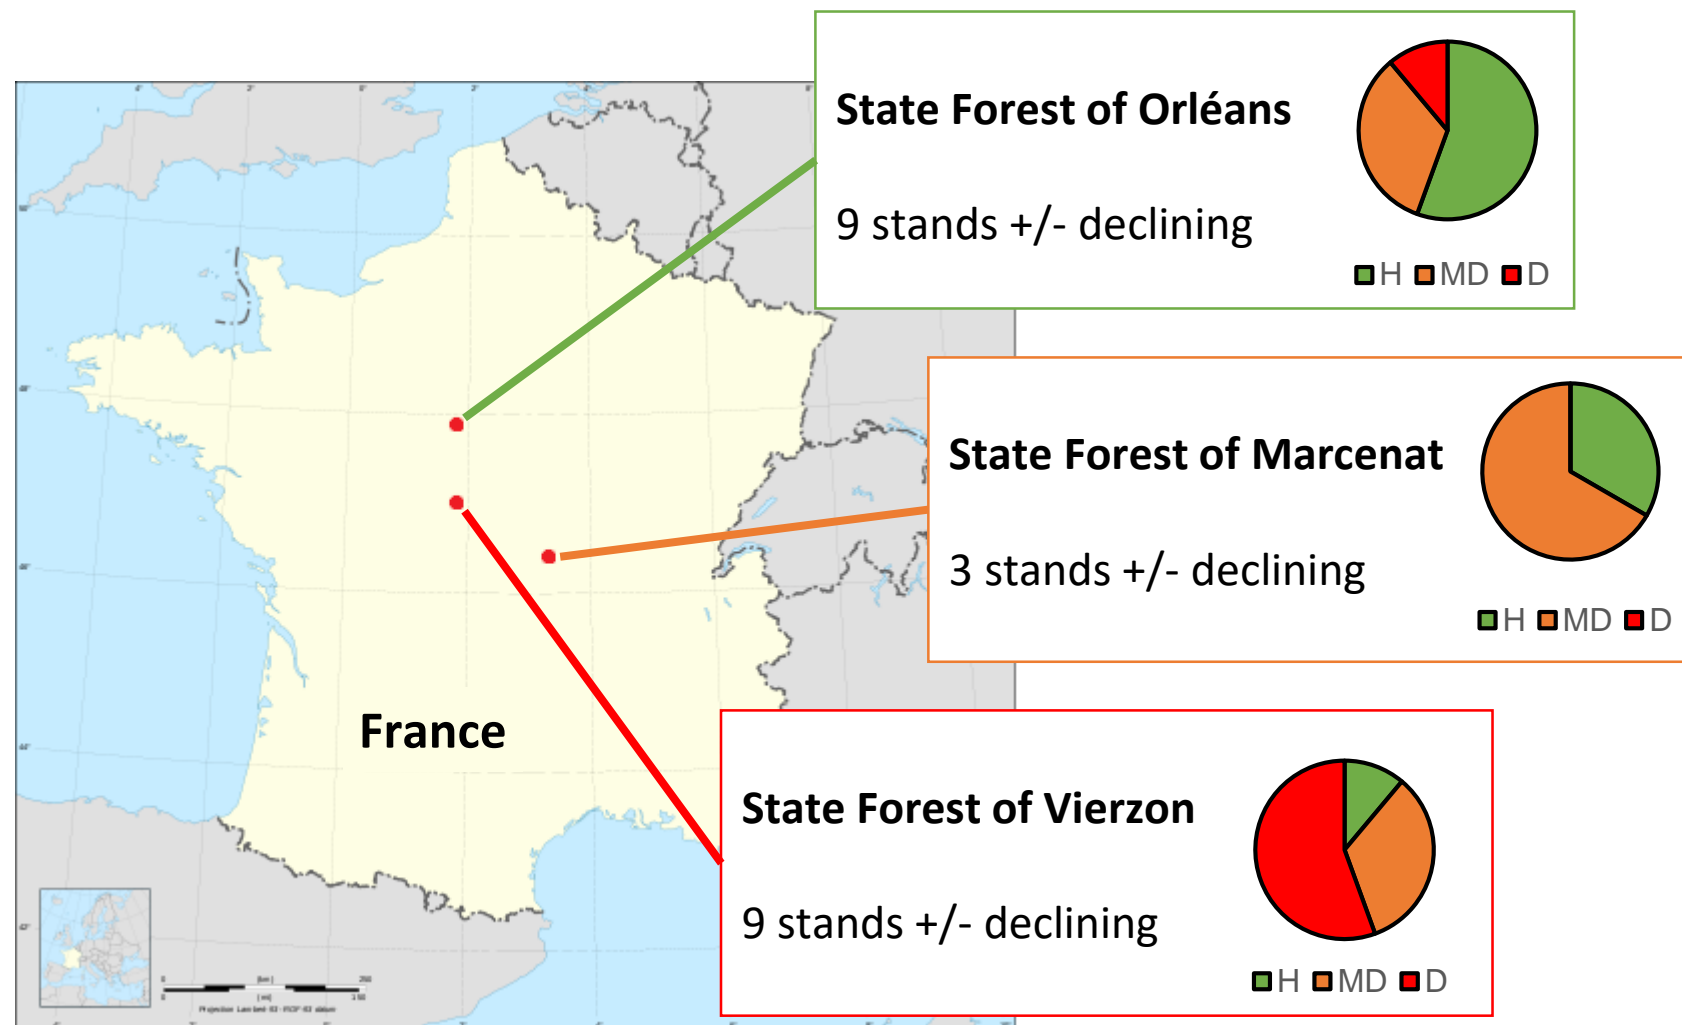 State Forest of Orléans
9 stands +/- declining
H MD D
State Forest of Marcenat
3 stands +/- declining
H MD D
France
State Forest of Vierzon
9 stands +/- declining
H MD D